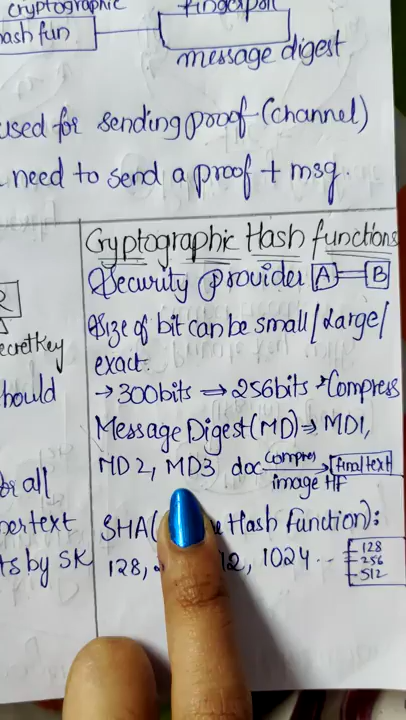 cryptographic
hash fun
fingerprint
message digest
used for sending proof (channel)
need to send a proof + msg.
Cryptographic Hash functions
Security Provider A B
Size of bit can be small/Large/
exact.
→ 300bits ⇒ 256bits → Compress
Message Digest (MD) ⇒ MD1,
MD2, MD3 doc compres final text
image HF
SHA( Hash Function):
128, 12, 1024 ..
128
256
512
secretKey
hould
for all
pertext
ts by SK